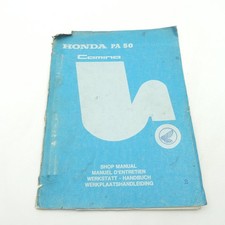 HONDA PA 50
Camino
SHOP MANUAL
MANUEL D'ENTRETIEN
WERKSTATT - HANDBUCH
WERKPLAATSHANDLEIDING